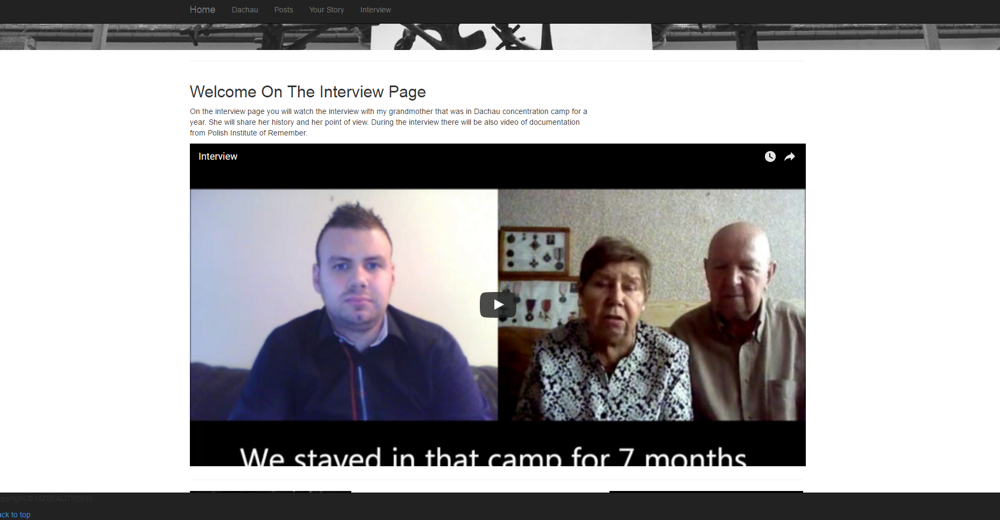 Home Dachau Posts Your Story Interview
Welcome On The Interview Page
On the interview page you will watch the interview with my grandmother that was in Dachau concentration camp for a
year. She will share her history and her point of view. During the interview there will be also video of documentation
from Polish Institute of Remember.
Interview
We stayed in that camp for 7 months
opyright © MZBEAUTY2016
ack to top